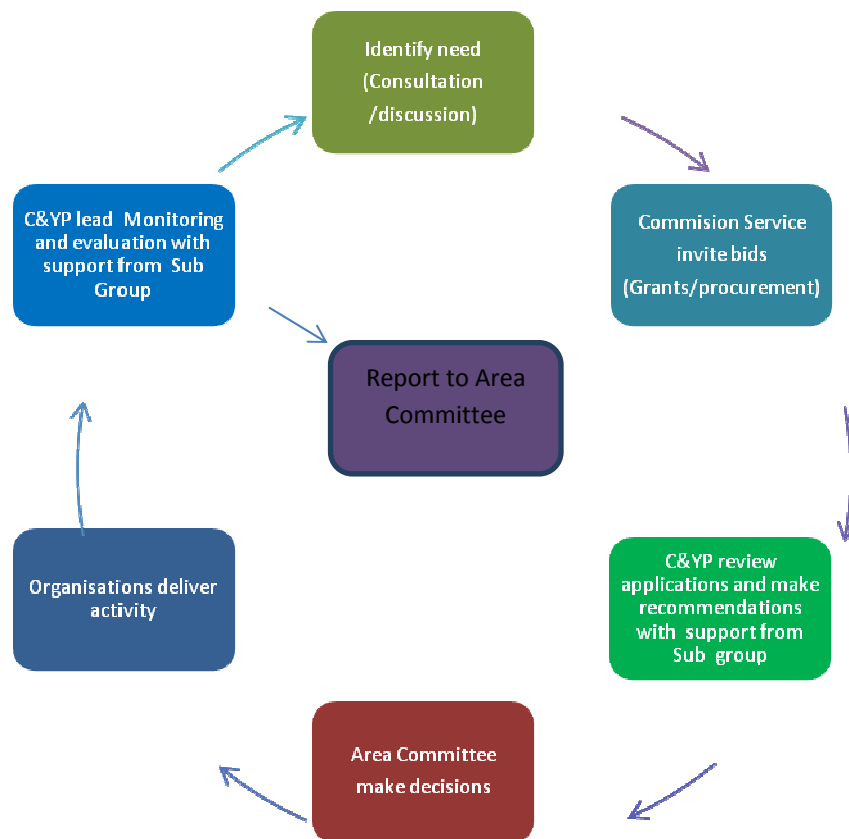 Identify need
(Consultation
/discussion)
Commision Service
invite bids
(Grants/procurement)
C&YP review
applications and make
recommendations
with support from
Sub group
Area Committee
make decisions
Organisations deliver
activity
C&YP lead Monitoring
and evaluation with
support from Sub
Group
Report to Area
Committee